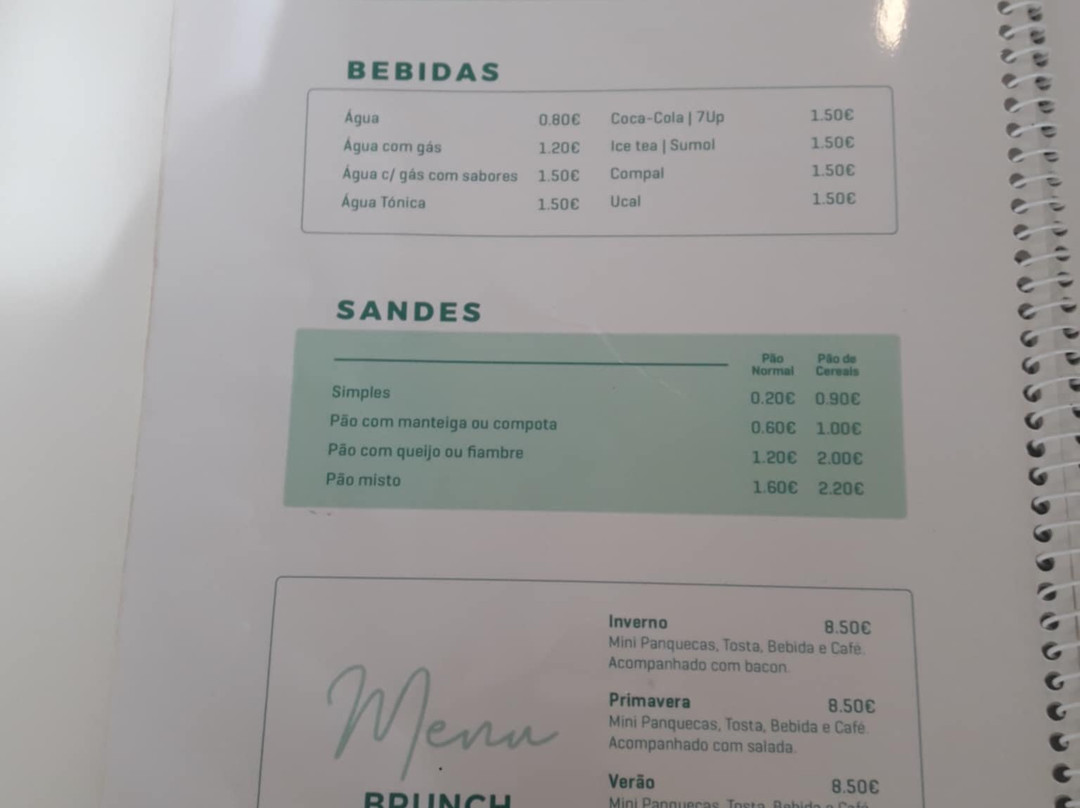 BEBIDAS
Água 0.80€ Coca-Cola | 7Up 1.50€
Água com gás 1.20€ Ice tea | Sumol 1.50€
Água c/ gás com sabores 1.50€ Compal 1.50€
Água Tónica 1.50€ Ucal 1.50€
SANDES
Pão Normal Pão de Cereais
Simples 0.20€ 0.90€
Pão com manteiga ou compota 0.60€ 1.00€
Pão com queijo ou fiambre 1.20€ 2.00€
Pão misto 1.60€ 2.20€
Menu
BRUNCH
Inverno 8.50€
Mini Panquecas, Tosta, Bebida e Café.
Acompanhado com bacon.
Primavera 8.50€
Mini Panquecas, Tosta, Bebida e Café.
Acompanhado com salada.
Verão 8.50€
Mini Panquecas, Tosta, Bebida e Café